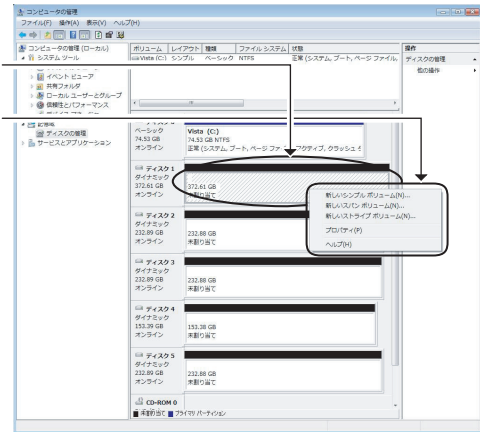 コンピュータの管理
ファイル(F) 操作(A) 表示(V) ヘルプ(H)
コンピュータの管理 (ローカル)
システム ツール
イベント ビューア
共有フォルダ
ローカル ユーザーとグループ
信頼性とパフォーマンス
ディスクの管理
サービスとアプリケーション
ボリューム レイアウト 種類 ファイル システム 状態
Vista (C:) シンプル ベーシック NTFS 正常 (システム, ブート, ページ ファイル,
操作
ディスクの管理
他の操作
ベーシック
74.53 GB
オンライン
Vista (C:)
74.53 GB NTFS
正常 (システム, ブート, ページ ファ アクティブ, クラッシュ
ディスク 1
ダイナミック
372.61 GB
オンライン
372.61 GB
未割り当て
新しいシンプル ボリューム(N)...
新しいスパン ボリューム(N)...
新しいストライプ ボリューム(N)...
プロパティ(P)
ヘルプ(H)
ディスク 2
ダイナミック
232.89 GB
オンライン
232.88 GB
未割り当て
ディスク 3
ダイナミック
232.89 GB
オンライン
232.88 GB
未割り当て
ディスク 4
ダイナミック
153.39 GB
オンライン
153.38 GB
未割り当て
ディスク 5
ダイナミック
232.89 GB
オンライン
232.88 GB
未割り当て
CD-ROM 0
未割り当て プライマリ パーティション